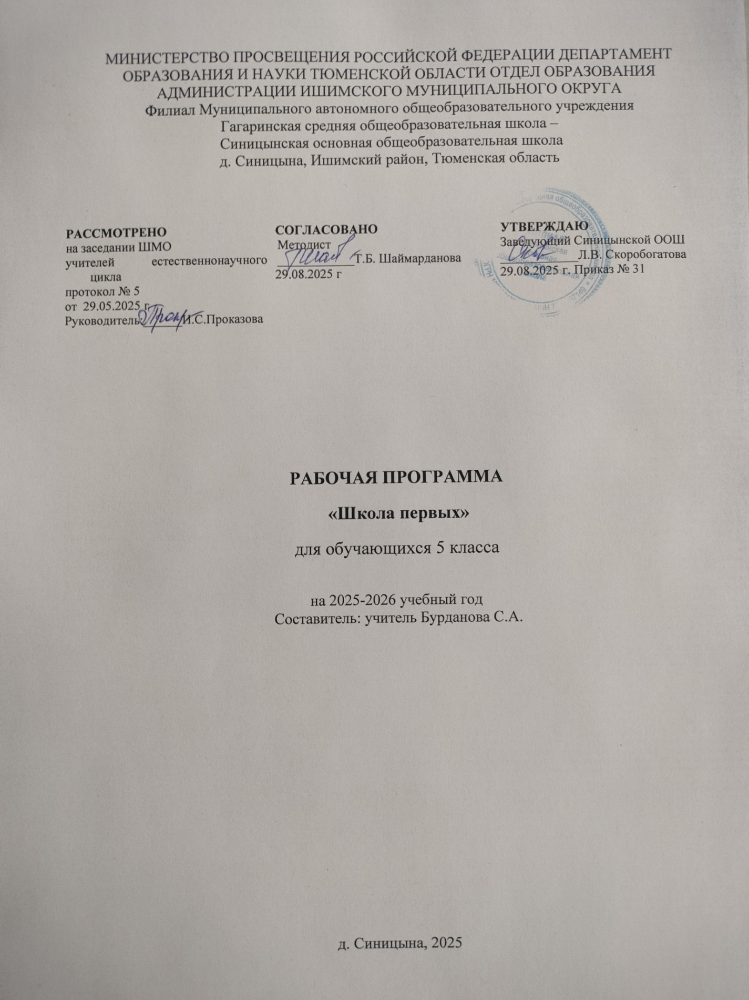 МИНИСТЕРСТВО ПРОСВЕЩЕНИЯ РОССИЙСКОЙ ФЕДЕРАЦИИ ДЕПАРТАМЕНТ
ОБРАЗОВАНИЯ И НАУКИ ТЮМЕНСКОЙ ОБЛАСТИ ОТДЕЛ ОБРАЗОВАНИЯ
АДМИНИСТРАЦИИ ИШИМСКОГО МУНИЦИПАЛЬНОГО ОКРУГА
Филиал Муниципального автономного общеобразовательного учреждения
Гагаринская средняя общеобразовательная школа –
Синицынская основная общеобразовательная школа
д. Синицына, Ишимский район, Тюменская область
РАССМОТРЕНО
на заседании ШМО
учителей естественнонаучного
цикла
протокол № 5
от 29.05.2025 г
Руководитель:______И.С.Проказова
СОГЛАСОВАНО
Методист
____________Т.Б. Шаймарданова
29.08.2025 г
УТВЕРЖДАЮ
Заведующий Синицынской ООШ
____________Л.В. Скоробогатова
29.08.2025 г. Приказ № 31
РАБОЧАЯ ПРОГРАММА
«Школа первых»
для обучающихся 5 класса
на 2025-2026 учебный год
Составитель: учитель Бурданова С.А.
д. Синицына, 2025